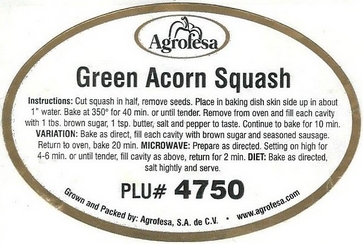 Agrofesa
Green Acorn Squash
Instructions: Cut squash in half, remove seeds. Place in baking dish skin side up in about
1" water. Bake at 350° for 40 min. or until tender. Remove from oven and fill each cavity
with 1 tbs. brown sugar, 1 tsp. butter, salt and pepper to taste. Continue to bake for 10 min.
VARIATION: Bake as direct, fill each cavity with brown sugar and seasoned sausage.
Return to oven, bake 20 min. MICROWAVE: Prepare as directed. Setting on high for
4-6 min. or until tender, fill cavity as above, return for 2 min. DIET: Bake as directed,
salt hightly and serve.
PLU# 4750
Grown and Packed by: Agrofesa, S.A. de C.V. • www.agrofesa.com